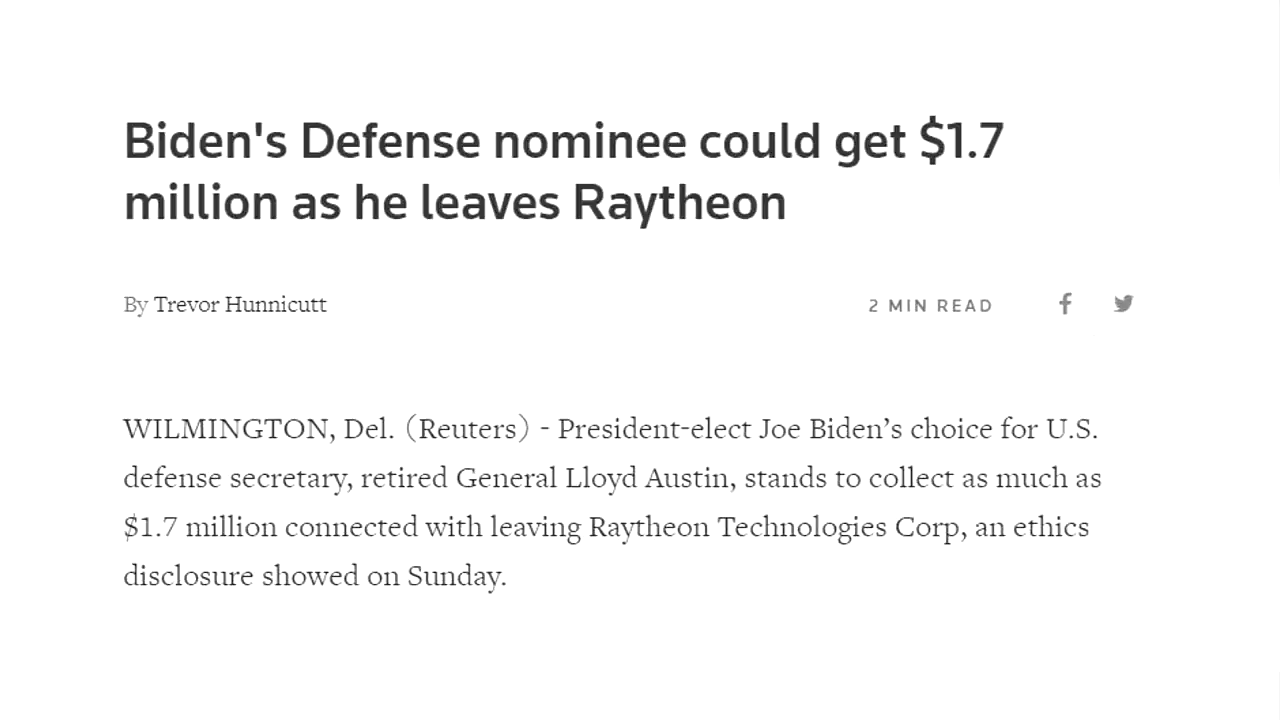 Biden's Defense nominee could get $1.7
million as he leaves Raytheon
By Trevor Hunnicutt
2 MIN READ
WILMINGTON, Del. (Reuters) - President-elect Joe Biden’s choice for U.S.
defense secretary, retired General Lloyd Austin, stands to collect as much as
$1.7 million connected with leaving Raytheon Technologies Corp, an ethics
disclosure showed on Sunday.